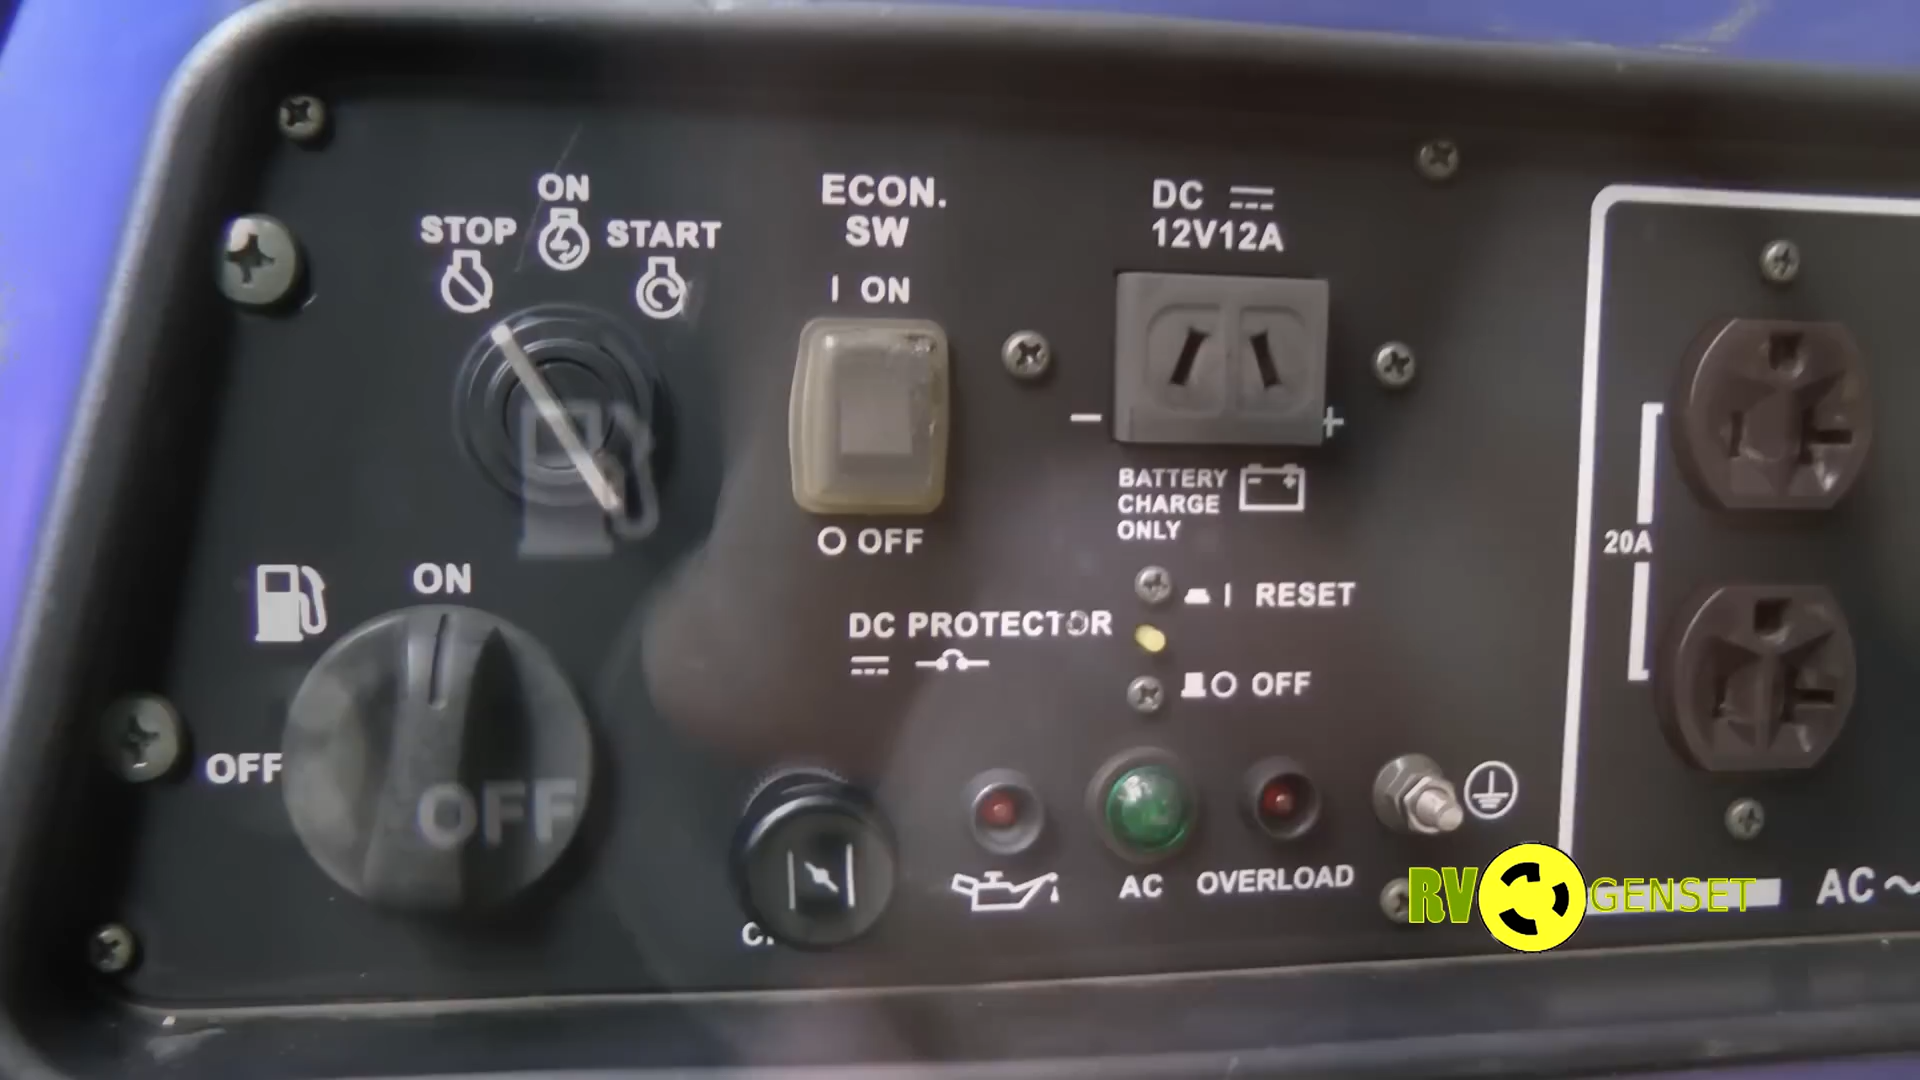 ON
STOP
START
ECON.
SW
I ON
O OFF
DC
12V12A
- +
BATTERY
CHARGE
ONLY
ON
OFF
OFF
DC PROTECTOR
I RESET
O OFF
20A
AC
OVERLOAD
AC ~
RV GENSET